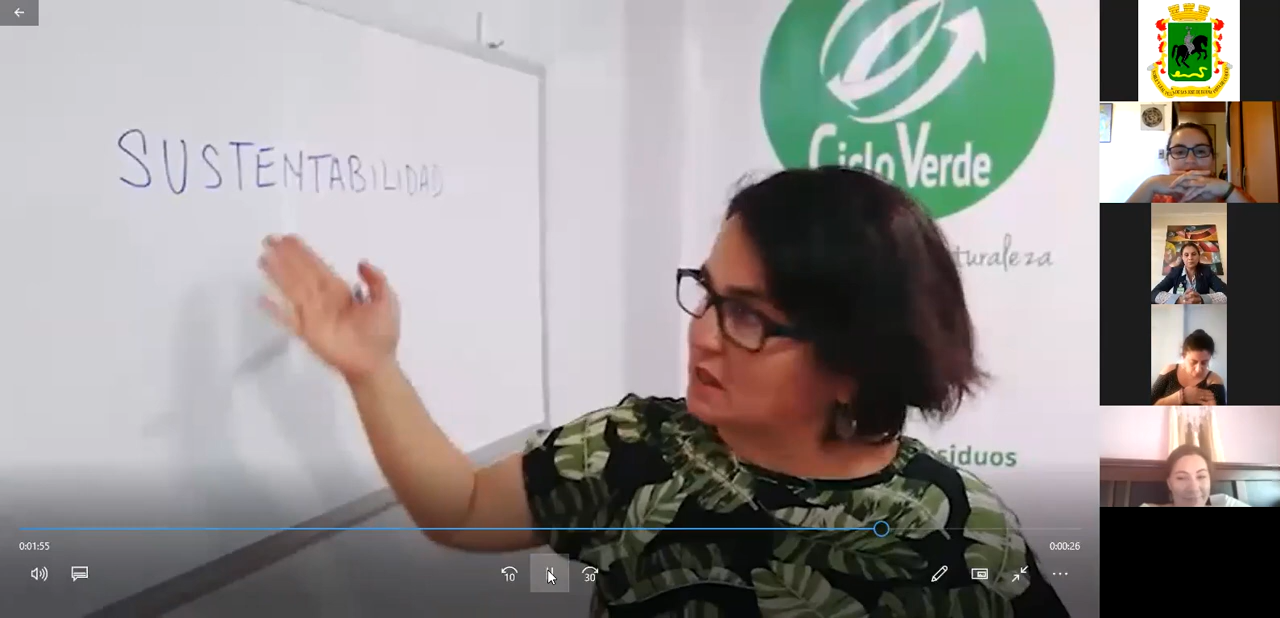 SUSTENTABILIDAD
Ciclo Verde
turaleza
siduos
0:01:55
0:00:26
10
30